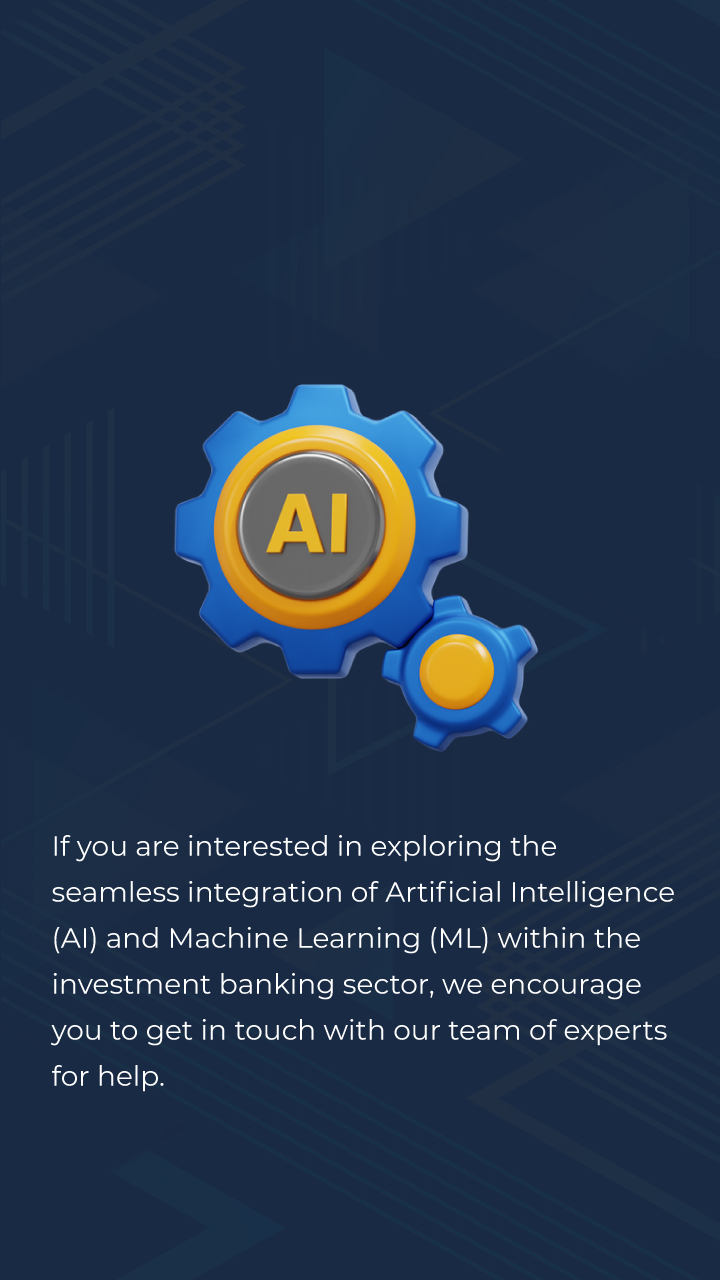 AI
If you are interested in exploring the
seamless integration of Artificial Intelligence
(AI) and Machine Learning (ML) within the
investment banking sector, we encourage
you to get in touch with our team of experts
for help.